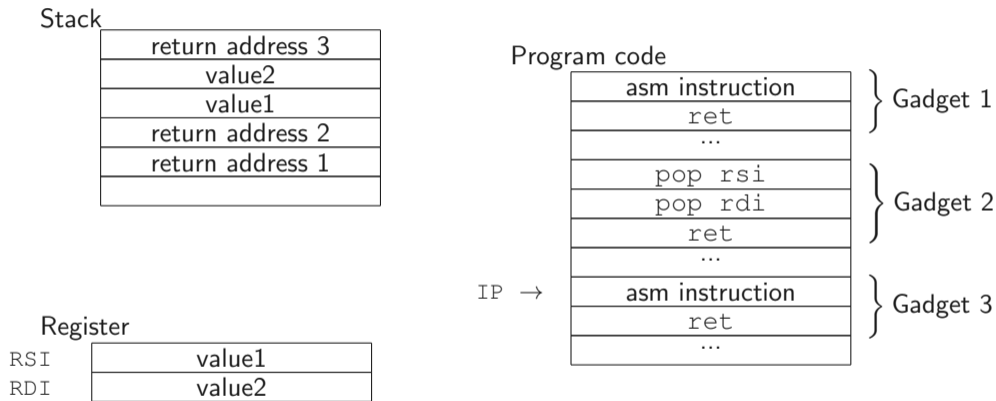 Stack
return address 3
value2
value1
return address 2
return address 1
Register
RSI value1
RDI value2
Program code
asm instruction
ret
...
pop rsi
pop rdi
ret
...
IP → asm instruction
ret
...
Gadget 1
Gadget 2
Gadget 3